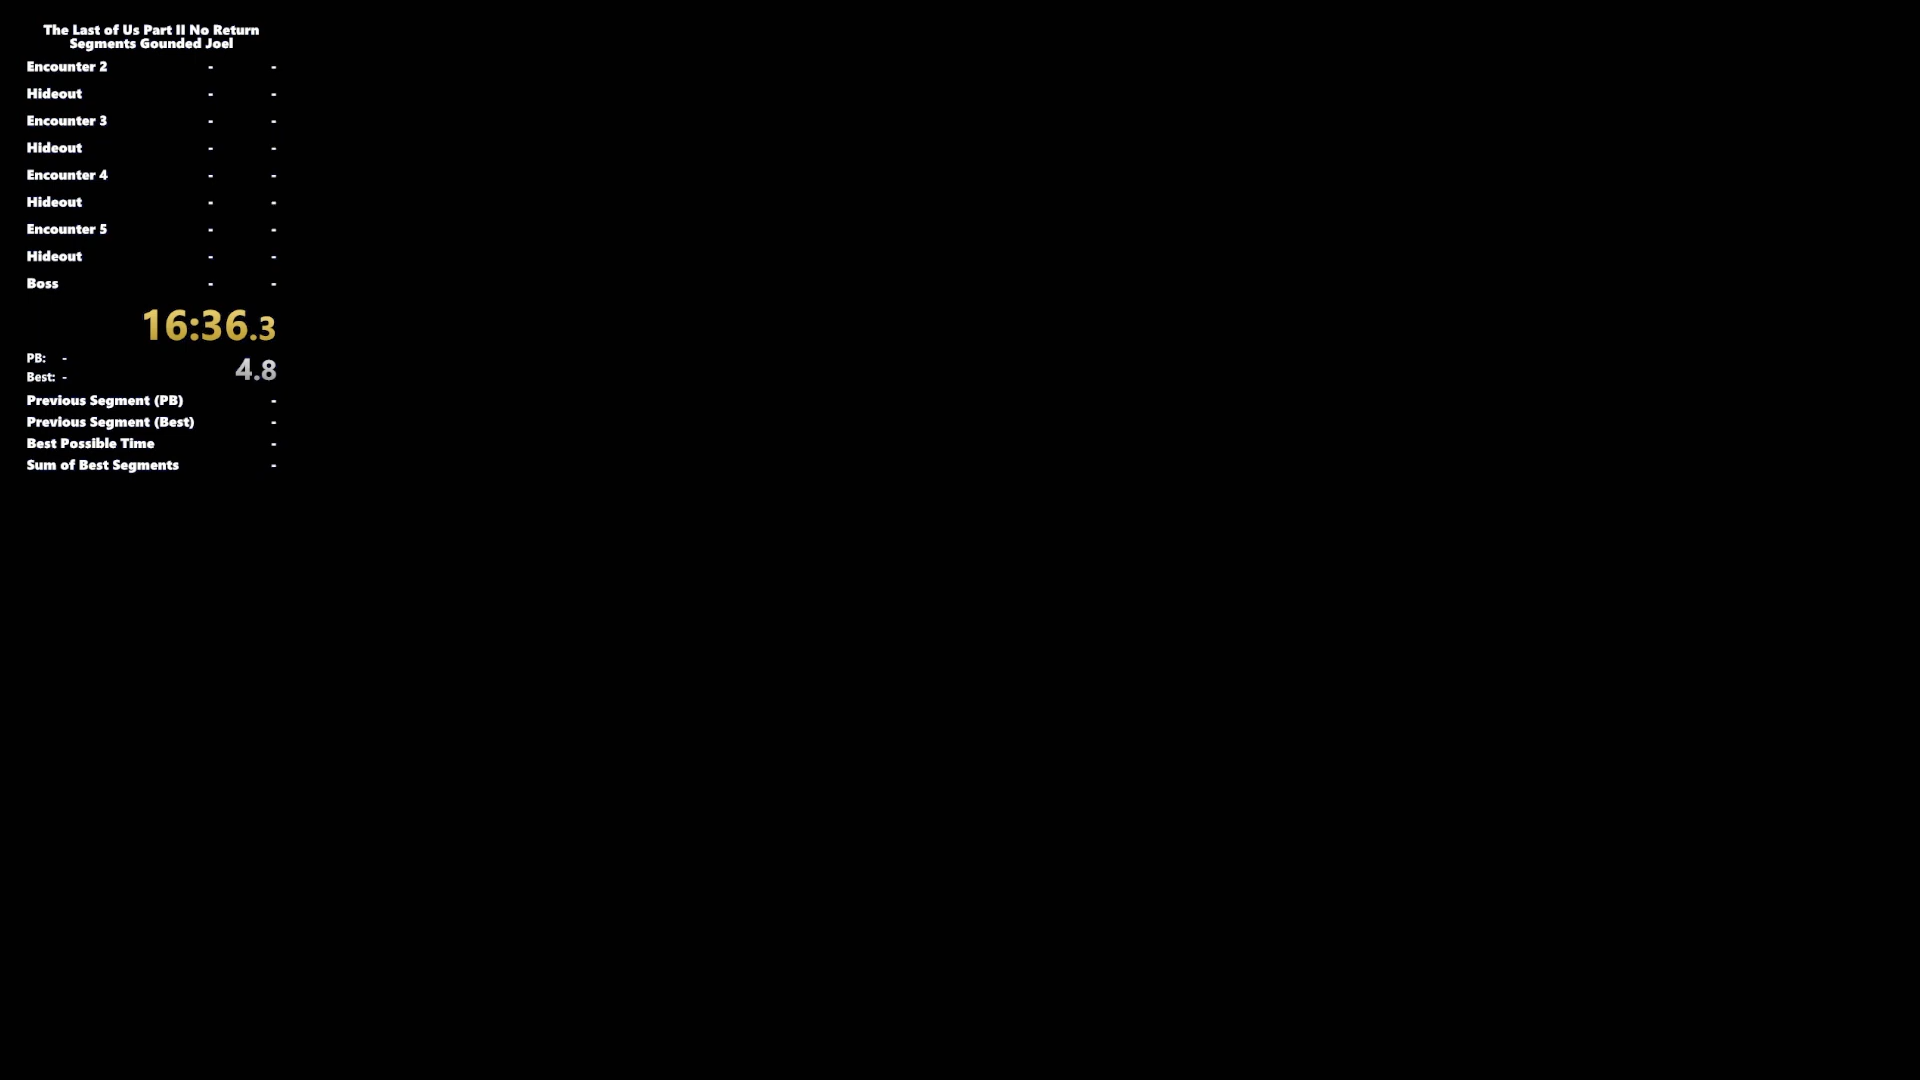 The Last of Us Part II No Return
Segments Gounded Joel
Encounter 2 - -
Hideout - -
Encounter 3 - -
Hideout - -
Encounter 4 - -
Hideout - -
Encounter 5 - -
Hideout - -
Boss - -
16:36.3
PB: -
4.8
Best: -
Previous Segment (PB) -
Previous Segment (Best) -
Best Possible Time -
Sum of Best Segments -